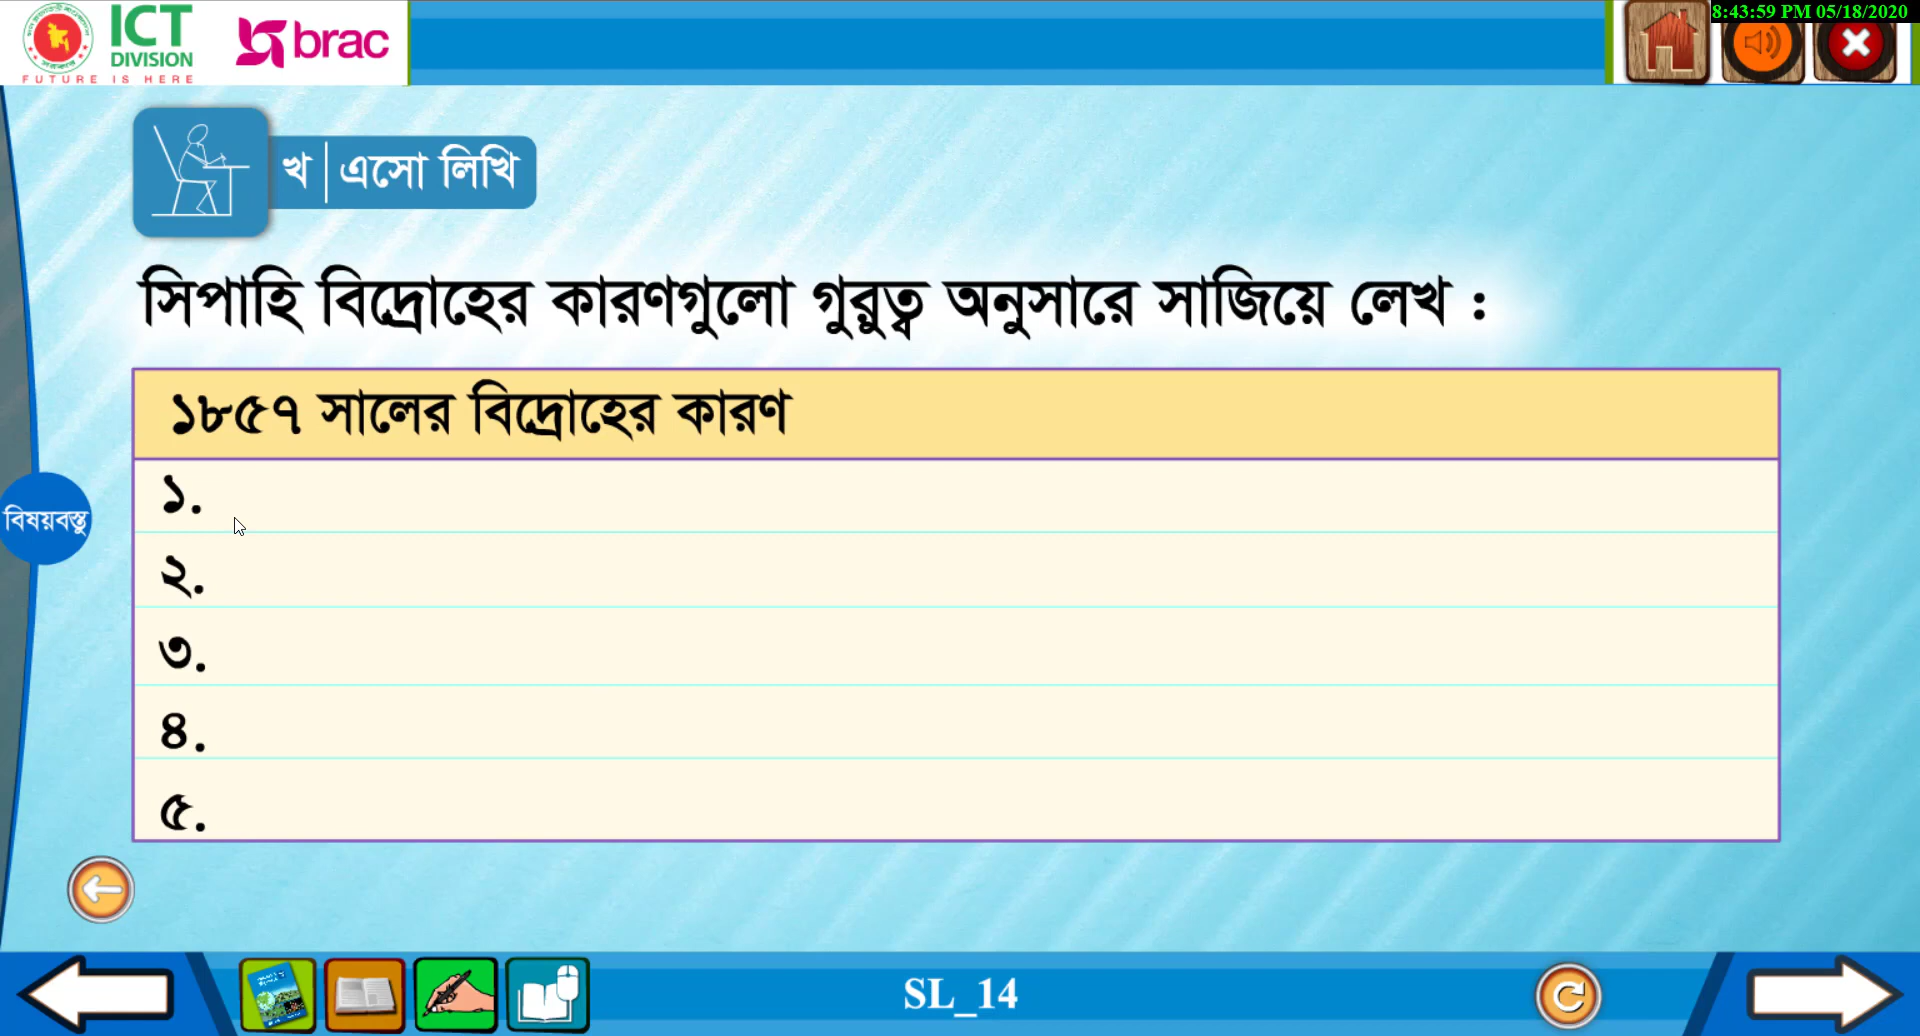 ICT
DIVISION
FUTURE IS HERE
brac
8:43:59 PM 05/18/2020
খ | এসো লিখি
সিপাহি বিদ্রোহের কারণগুলো গুরুত্ব অনুসারে সাজিয়ে লেখ :
১৮৫৭ সালের বিদ্রোহের কারণ
১.
২.
৩.
৪.
৫.
বিষয়বস্তু
SL_14